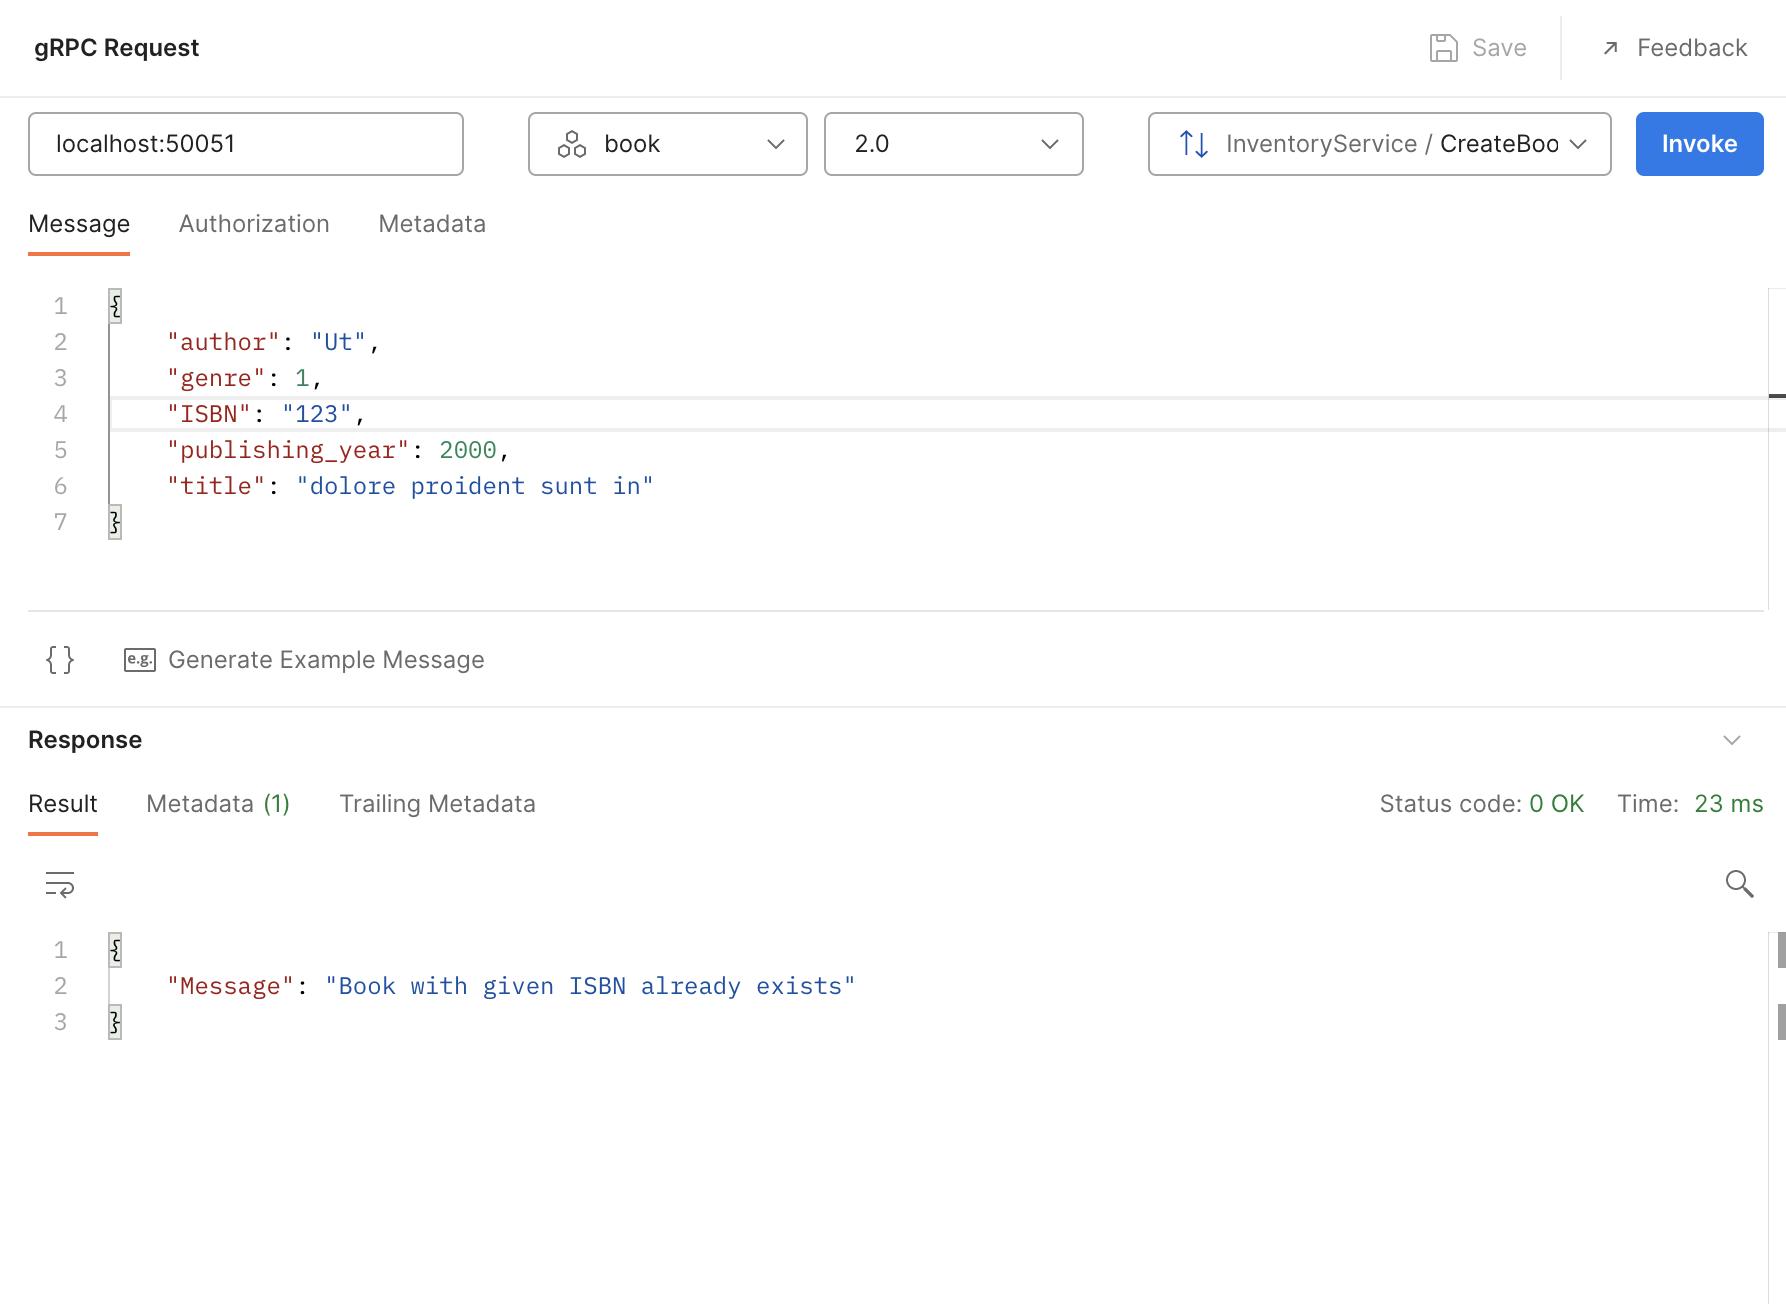 gRPC Request
Save
Feedback
localhost:50051
book
2.0
InventoryService / CreateBoo
Invoke
Message
Authorization
Metadata
1 {
2 "author": "Ut",
3 "genre": 1,
4 "ISBN": "123",
5 "publishing_year": 2000,
6 "title": "dolore proident sunt in"
7 }
{} e.g. Generate Example Message
Response
Result
Metadata (1)
Trailing Metadata
Status code: 0 OK
Time: 23 ms
1 {
2 "Message": "Book with given ISBN already exists"
3 }